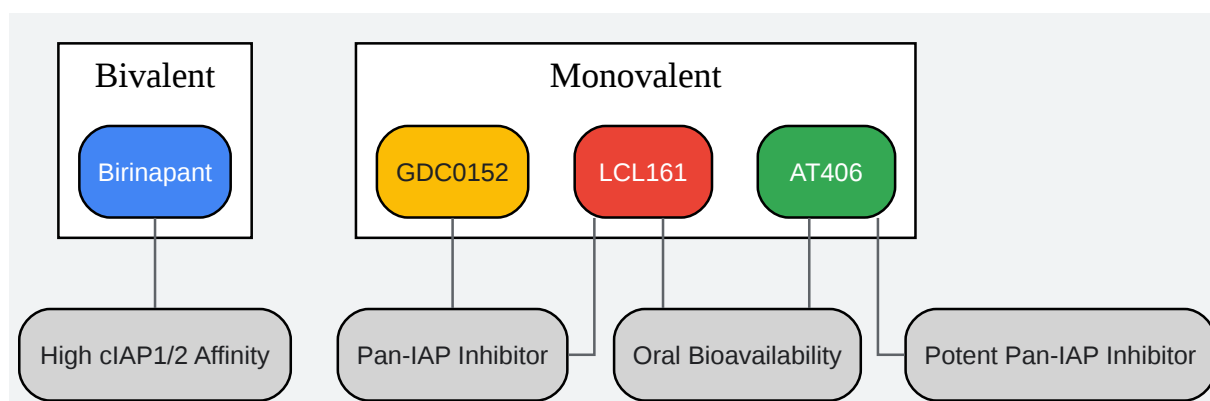 Bivalent
Monovalent
Birinapant
GDC0152
LCL161
AT406
High cIAP1/2 Affinity
Pan-IAP Inhibitor
Oral Bioavailability
Potent Pan-IAP Inhibitor